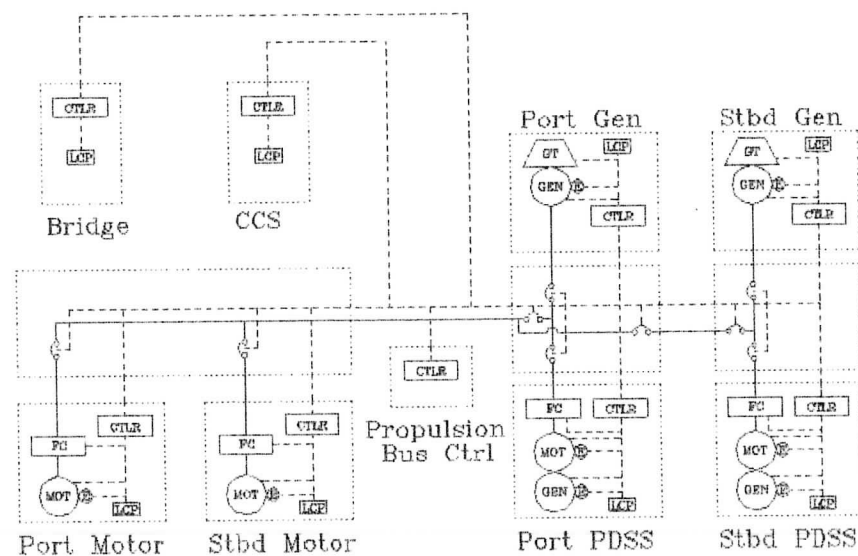 Port Gen
Stbd Gen
CTLR
LCP
CTLR
LCP
Bridge
CCS
GT
LCP
GEN
E
CTLR
GT
LCP
GEN
E
CTLR
CTLR
Propulsion
Bus Ctrl
CTLR
FC
MOT
E
LCP
CTLR
FC
MOT
E
LCP
FC
CTLR
MOT
E
GEN
E
LCP
FC
CTLR
MOT
E
GEN
E
LCP
Port Motor
Stbd Motor
Port PDSS
Stbd PDSS